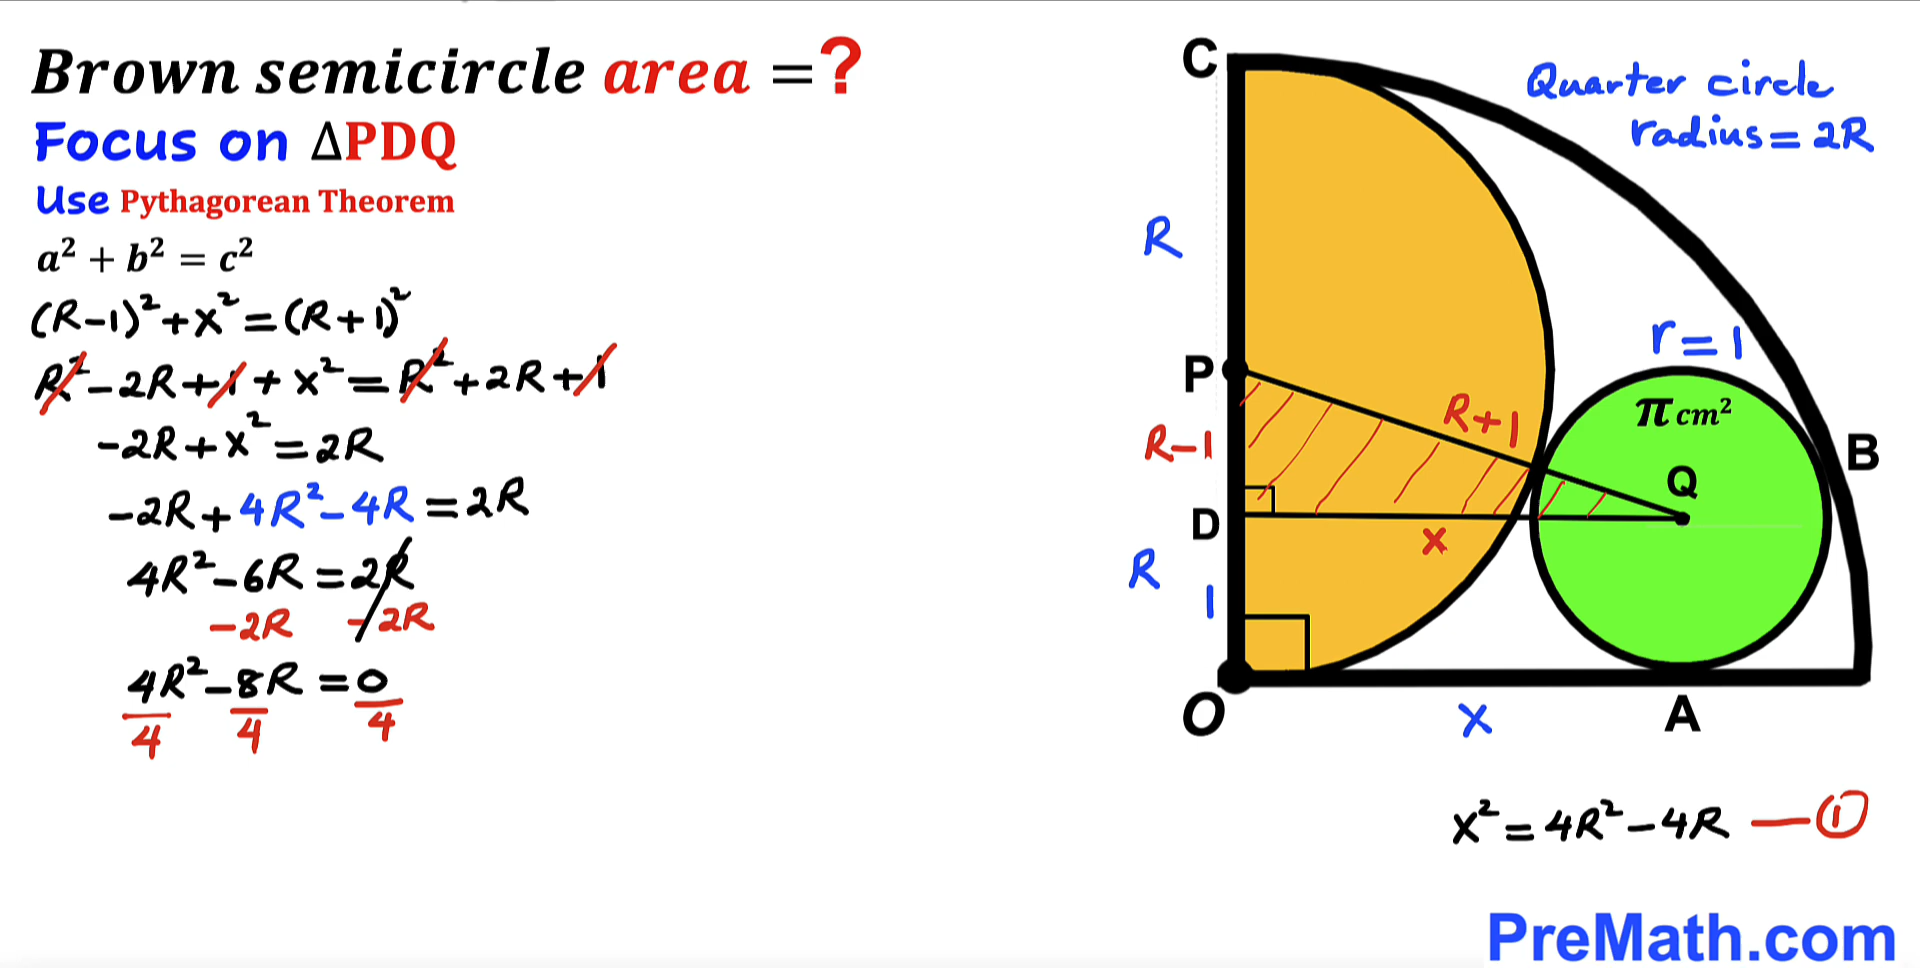 Brown semicircle area =?
Focus on ΔPDQ
Use Pythagorean Theorem
a² + b² = c²
(R-1)²+x²=(R+1)²
R²-2R+1+x²=R²+2R+1
-2R+x²=2R
-2R+4R²-4R=2R
4R²-6R=2R
-2R -2R
4R²-8R=0
4 4 4
C
Quarter circle
radius=2R
R
r=1
P
π cm²
R+1
R-1
B
Q
D
x
R
1
O
x
A
x²=4R²-4R —①
PreMath.com